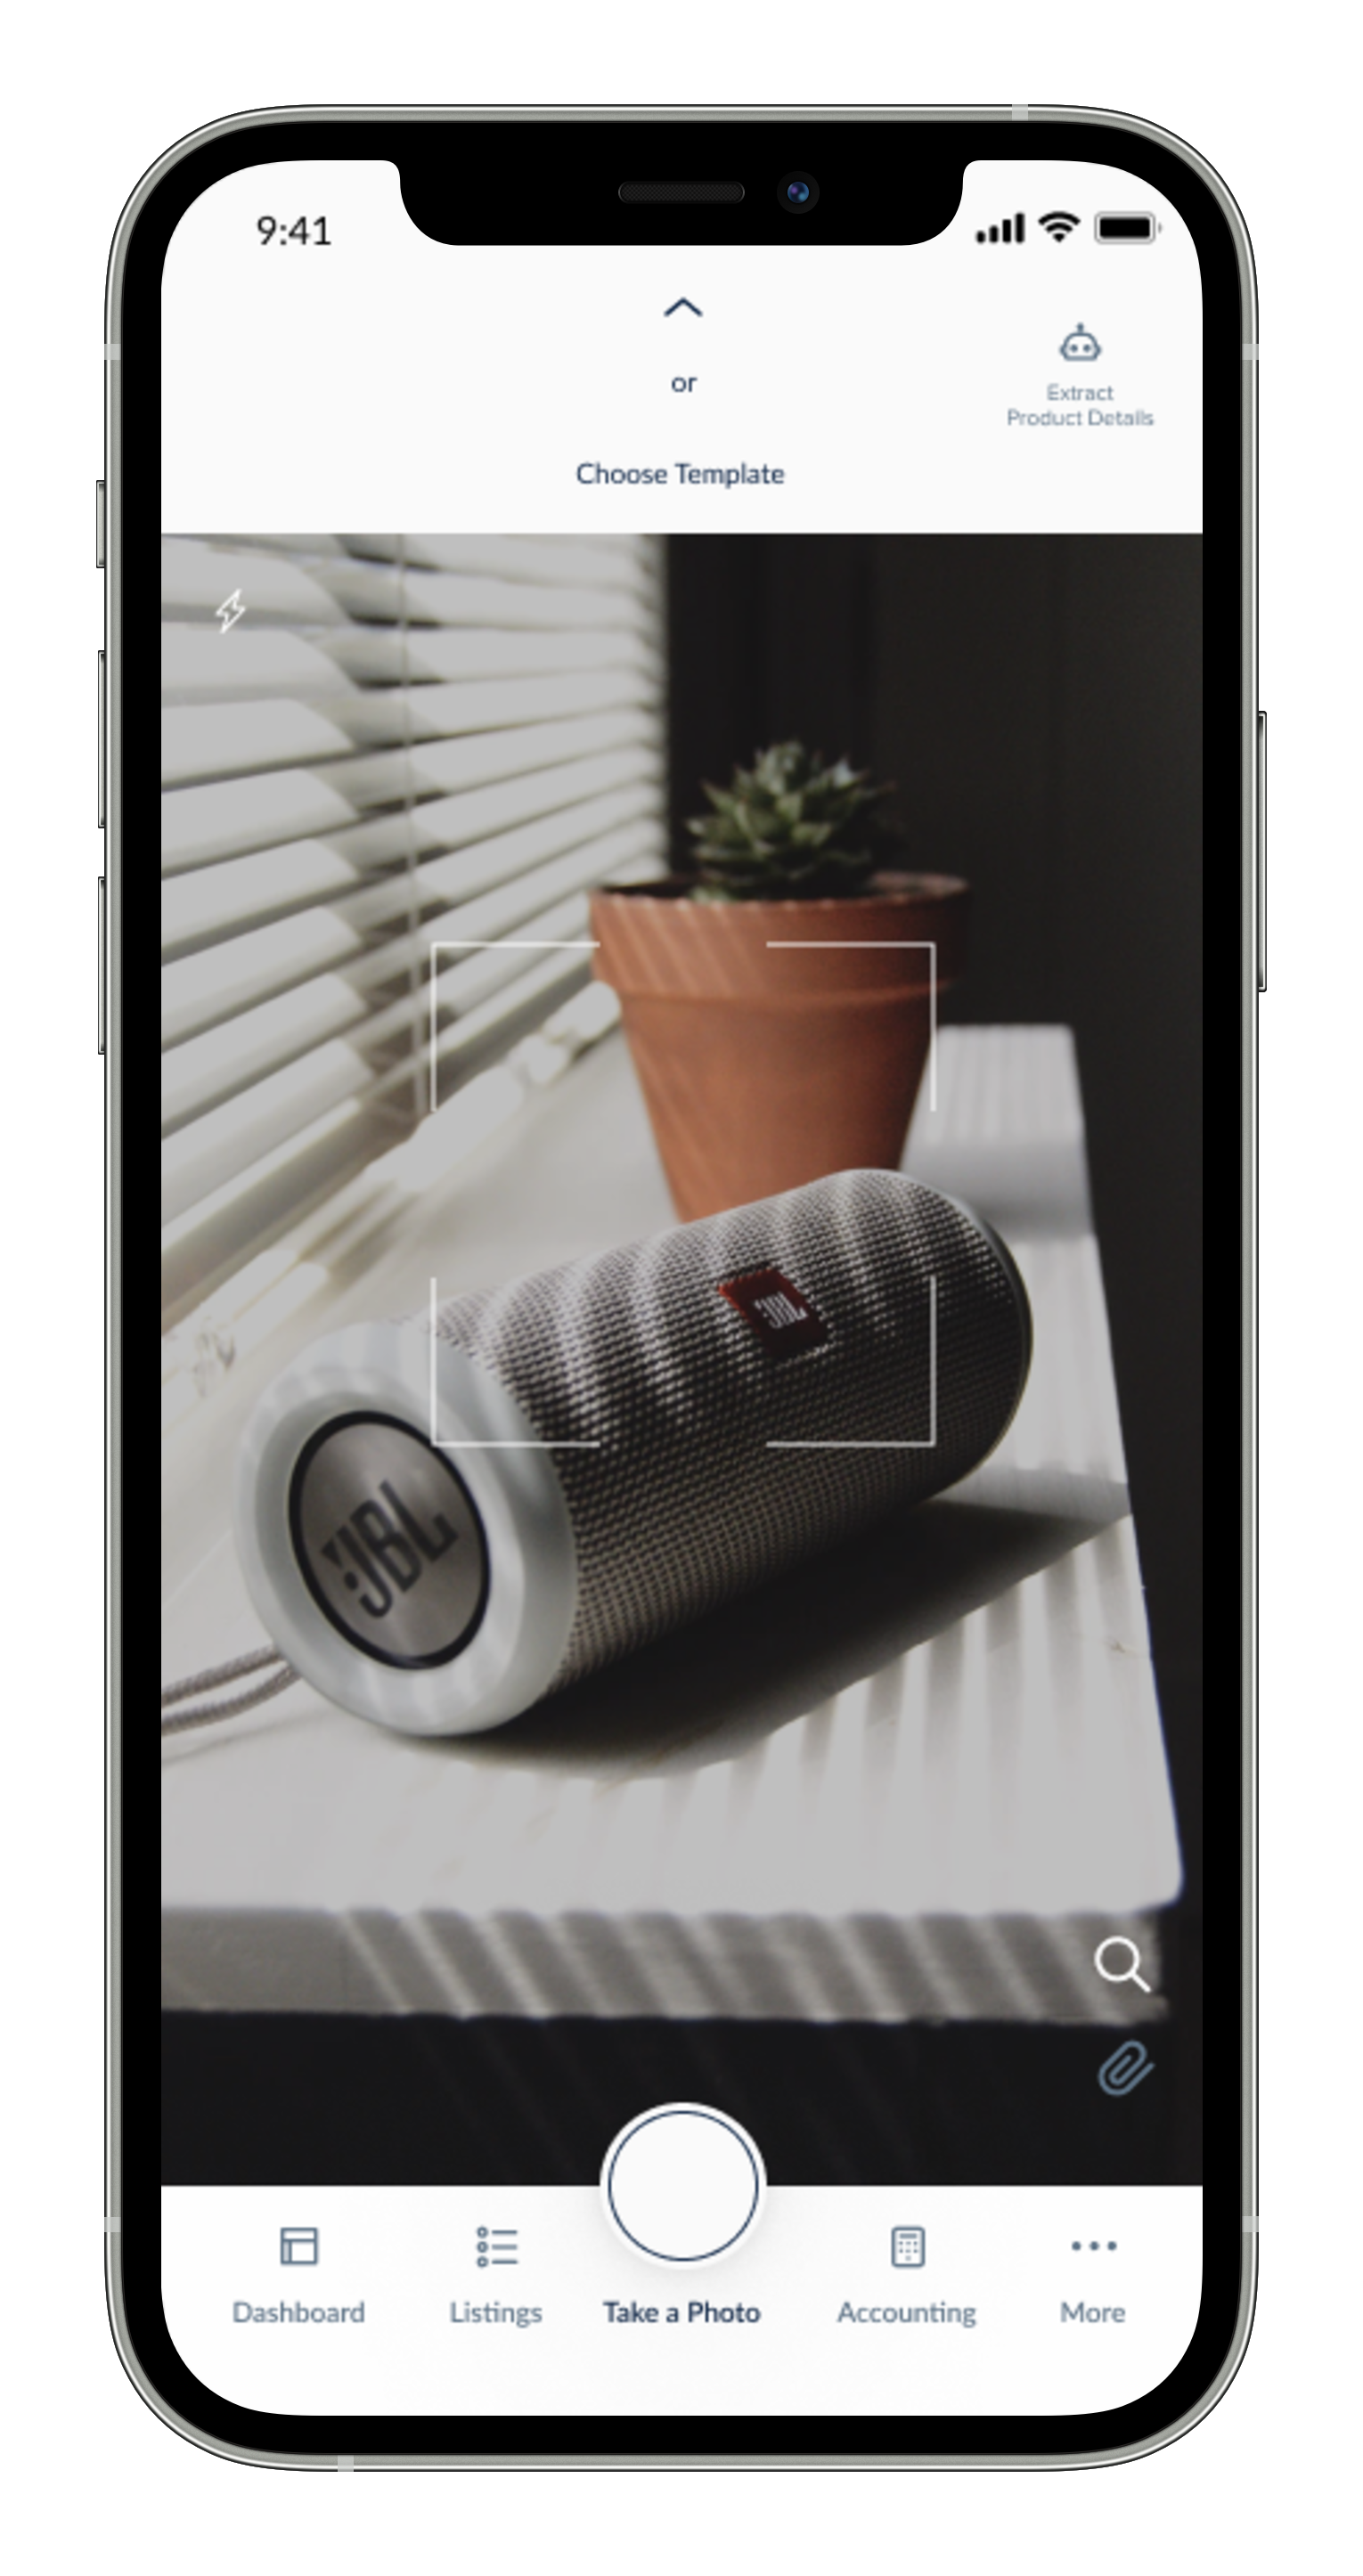 9:41
or
Extract
Product Details
Choose Template
JBL
JBL
Dashboard
Listings
Take a Photo
Accounting
More